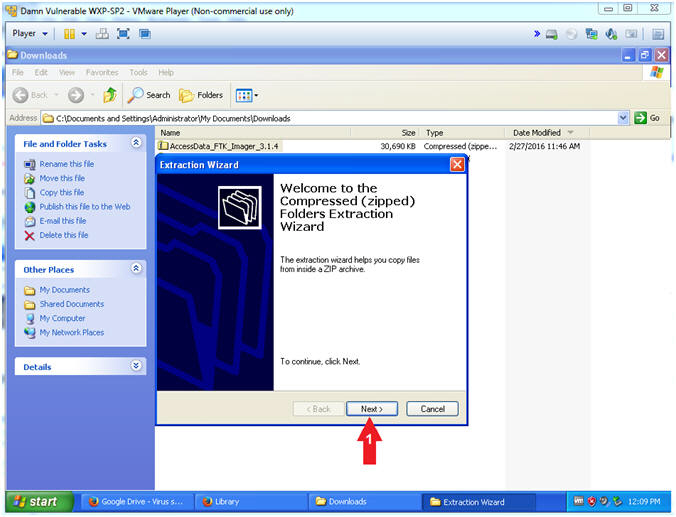 Damn Vulnerable WXP-SP2 - VMware Player (Non-commercial use only)
Player
Downloads
File Edit View Favorites Tools Help
Back Search Folders
Address C:\Documents and Settings\Administrator\My Documents\Downloads Go
File and Folder Tasks
Rename this file
Move this file
Copy this file
Publish this file to the Web
E-mail this file
Delete this file
Other Places
My Documents
Shared Documents
My Computer
My Network Places
Details
Name Size Type Date Modified
AccessData_FTK_Imager_3.1.4 30,690 KB Compressed (zippe... 2/27/2016 11:46 AM
Extraction Wizard
Welcome to the
Compressed (zipped)
Folders Extraction
Wizard
The extraction wizard helps you copy files
from inside a ZIP archive.
To continue, click Next.
< Back Next > Cancel
1
start Google Drive - Virus s... Library Downloads Extraction Wizard 12:09 PM